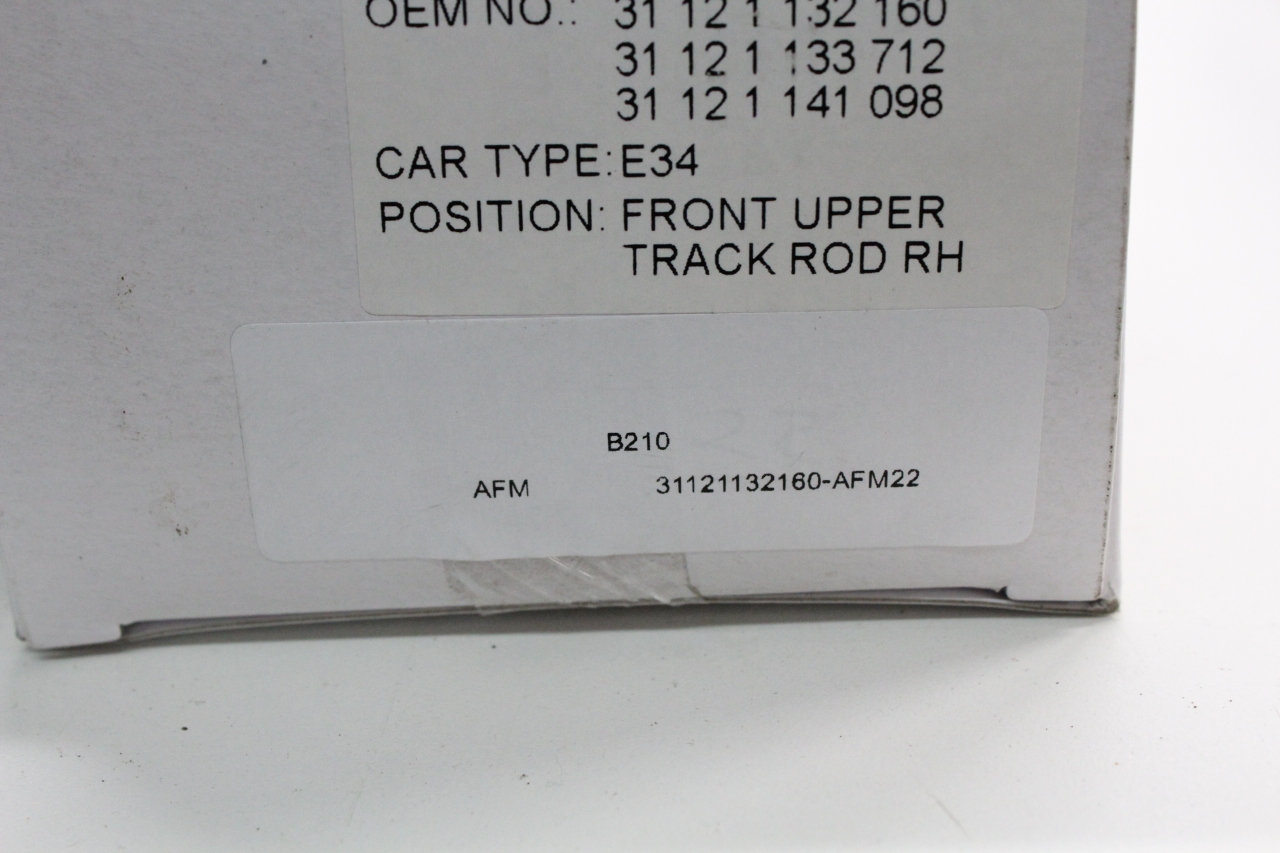 OEM NO.: 31 12 1 132 160
31 12 1 133 712
31 12 1 141 098
CAR TYPE: E34
POSITION: FRONT UPPER
TRACK ROD RH
B210
AFM 31121132160-AFM22